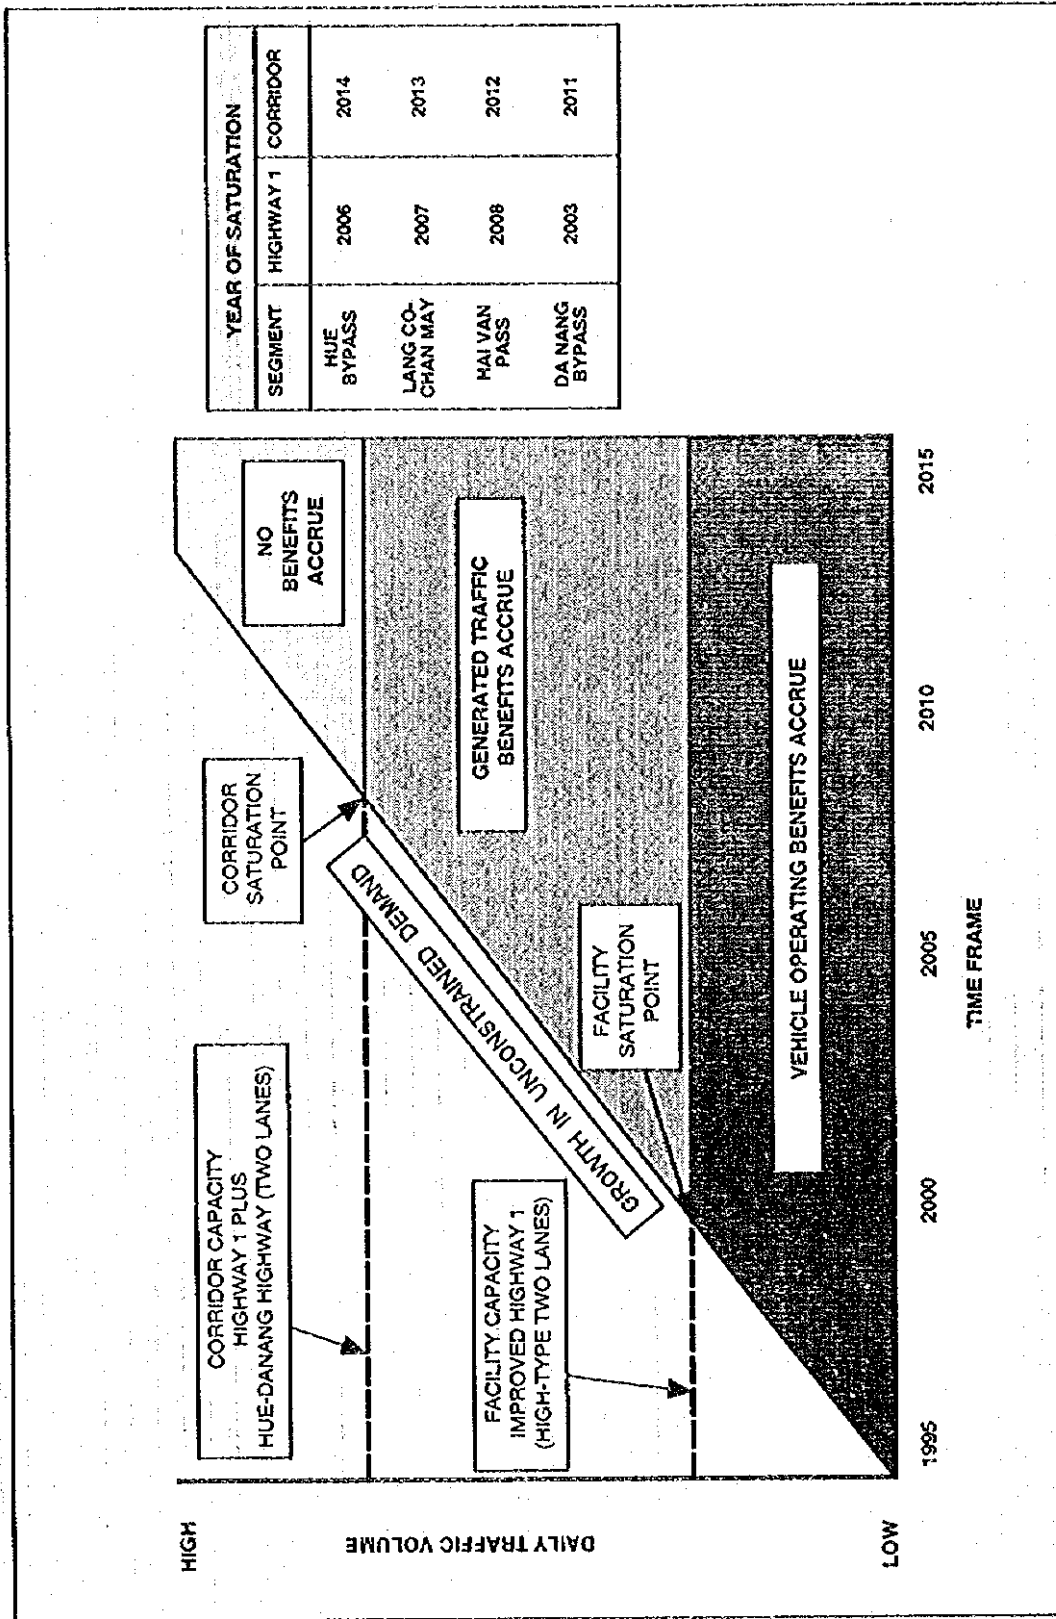 HIGH
DAILY TRAFFIC VOLUME
LOW
CORRIDOR CAPACITY
HIGHWAY 1 PLUS
HUE-DANANG HIGHWAY (TWO LANES)
FACILITY CAPACITY
IMPROVED HIGHWAY 1
(HIGH-TYPE TWO LANES)
GROWTH IN UNCONSTRAINED DEMAND
CORRIDOR
SATURATION
POINT
FACILITY
SATURATION
POINT
NO
BENEFITS
ACCRUE
GENERATED TRAFFIC
BENEFITS ACCRUE
VEHICLE OPERATING BENEFITS ACCRUE
1995 2000 2005 2010 2015
TIME FRAME
YEAR OF SATURATION
SEGMENT HIGHWAY 1 CORRIDOR
HUE
BYPASS 2006 2014
LANG CO-
CHAN MAY 2007 2013
HAI VAN
PASS 2008 2012
DA NANG
BYPASS 2003 2011